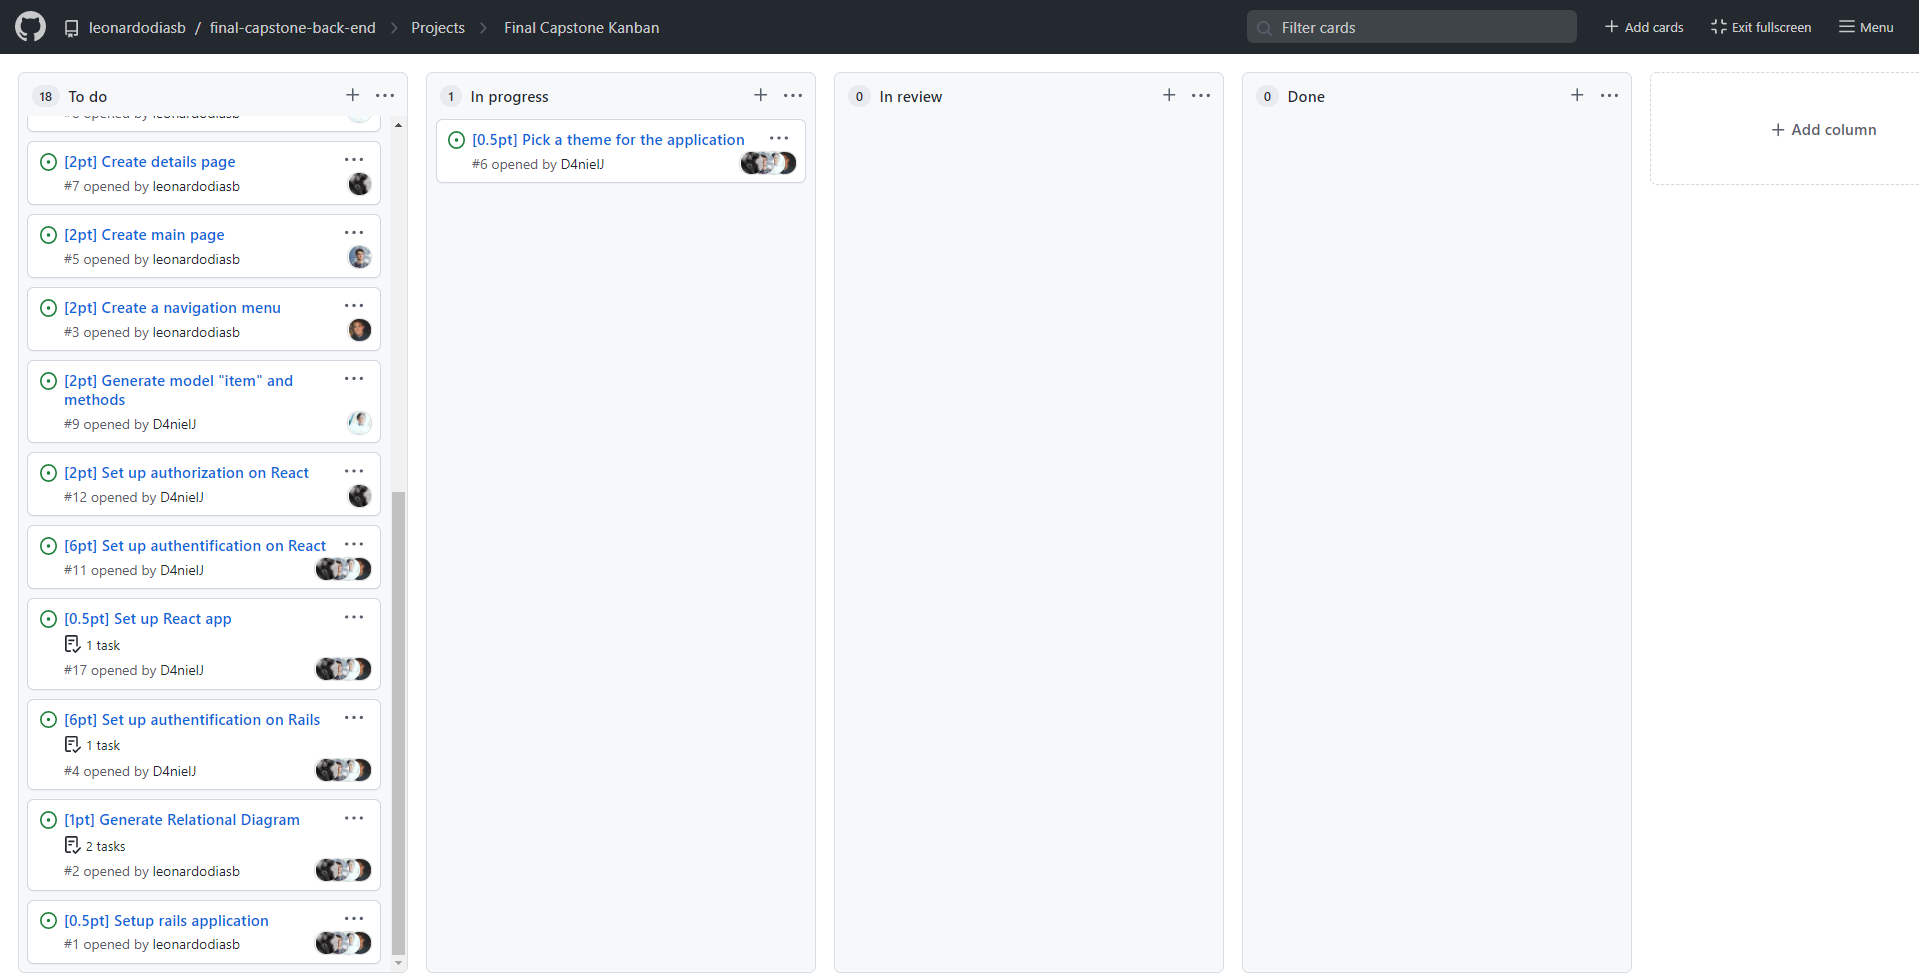 leonardodiasb / final-capstone-back-end Projects Final Capstone Kanban
Filter cards
Add cards
Exit fullscreen
Menu
18 To do
opened by leonardodiasb
[2pt] Create details page
#7 opened by leonardodiasb
[2pt] Create main page
#5 opened by leonardodiasb
[2pt] Create a navigation menu
#3 opened by leonardodiasb
[2pt] Generate model "item" and
methods
#9 opened by D4nielJ
[2pt] Set up authorization on React
#12 opened by D4nielJ
[6pt] Set up authentification on React
#11 opened by D4nielJ
[0.5pt] Set up React app
1 task
#17 opened by D4nielJ
[6pt] Set up authentification on Rails
1 task
#4 opened by D4nielJ
[1pt] Generate Relational Diagram
2 tasks
#2 opened by leonardodiasb
[0.5pt] Setup rails application
#1 opened by leonardodiasb
1 In progress
[0.5pt] Pick a theme for the application
#6 opened by D4nielJ
0 In review
0 Done
Add column